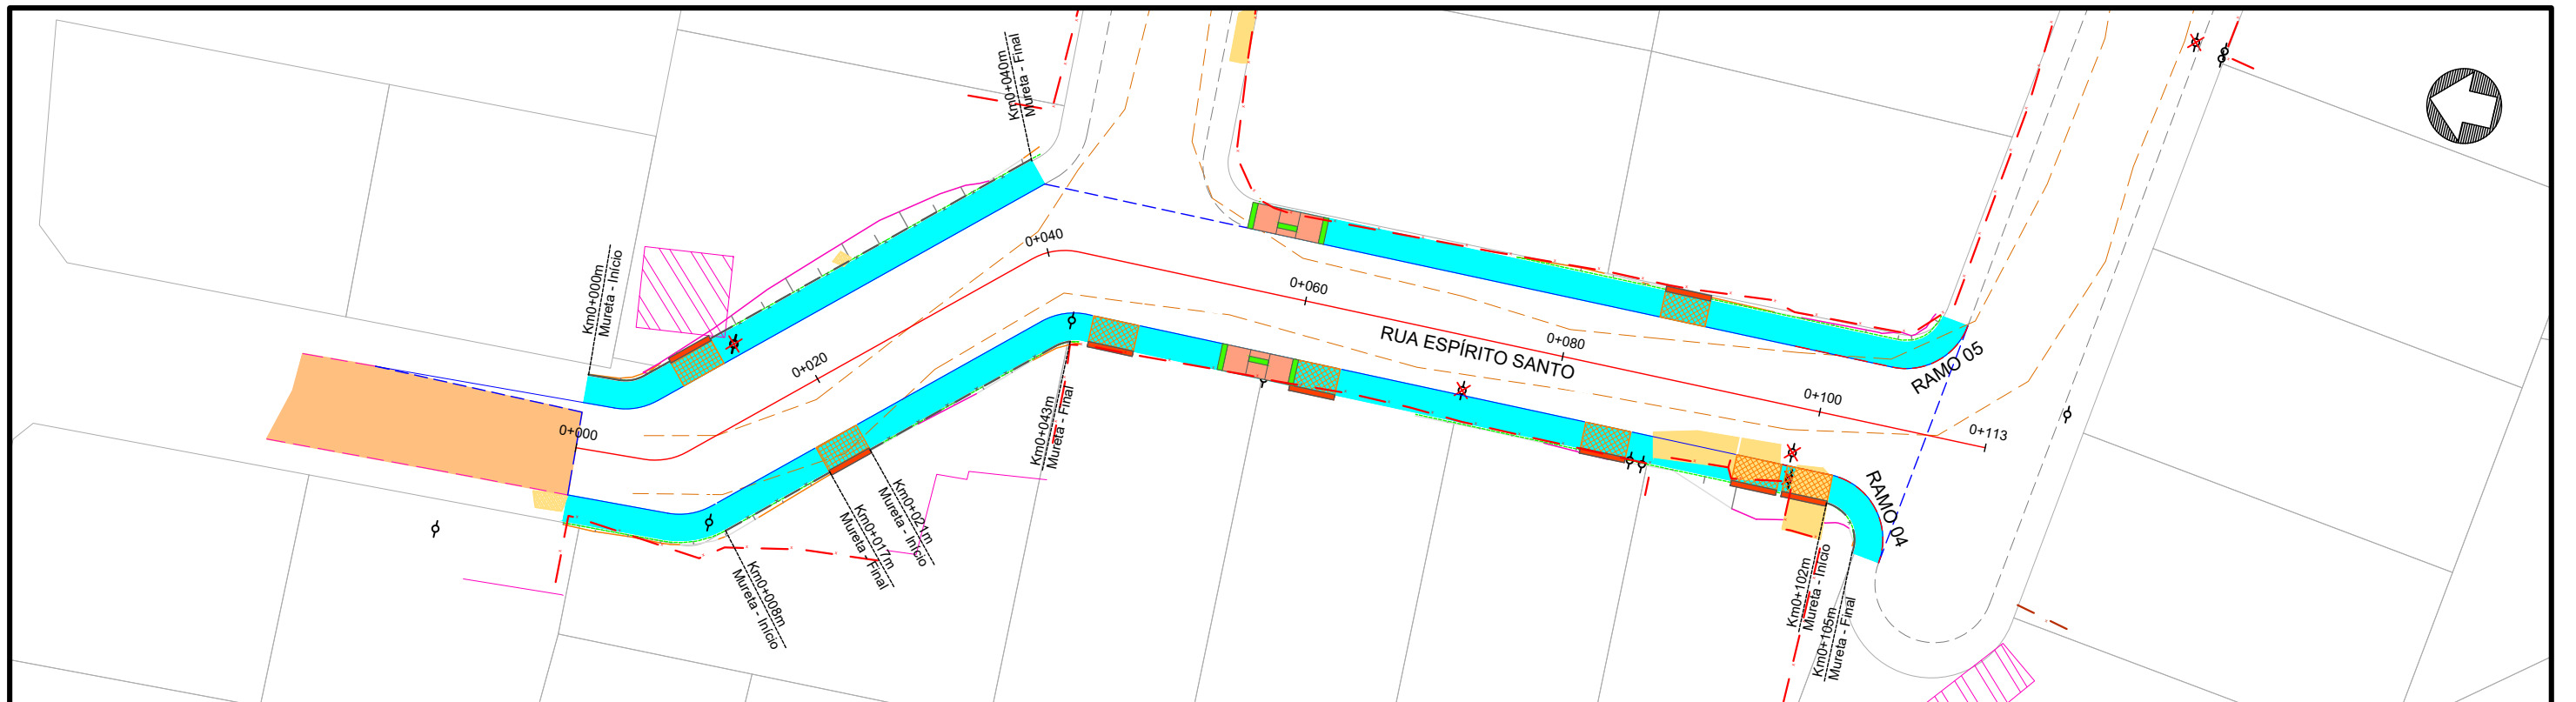 Km0+040m
Mureta - Final
Km0+000m
Mureta - Início
0+000
0+020
0+040
0+060
0+080
0+100
0+113
RUA ESPÍRITO SANTO
RAMO 05
RAMO 04
Km0+043m
Mureta - Final
Km0+021m
Mureta - Início
Km0+017m
Mureta - Final
Km0+008m
Mureta - Início
Km0+102m
Mureta - Início
Km0+105m
Mureta - Final